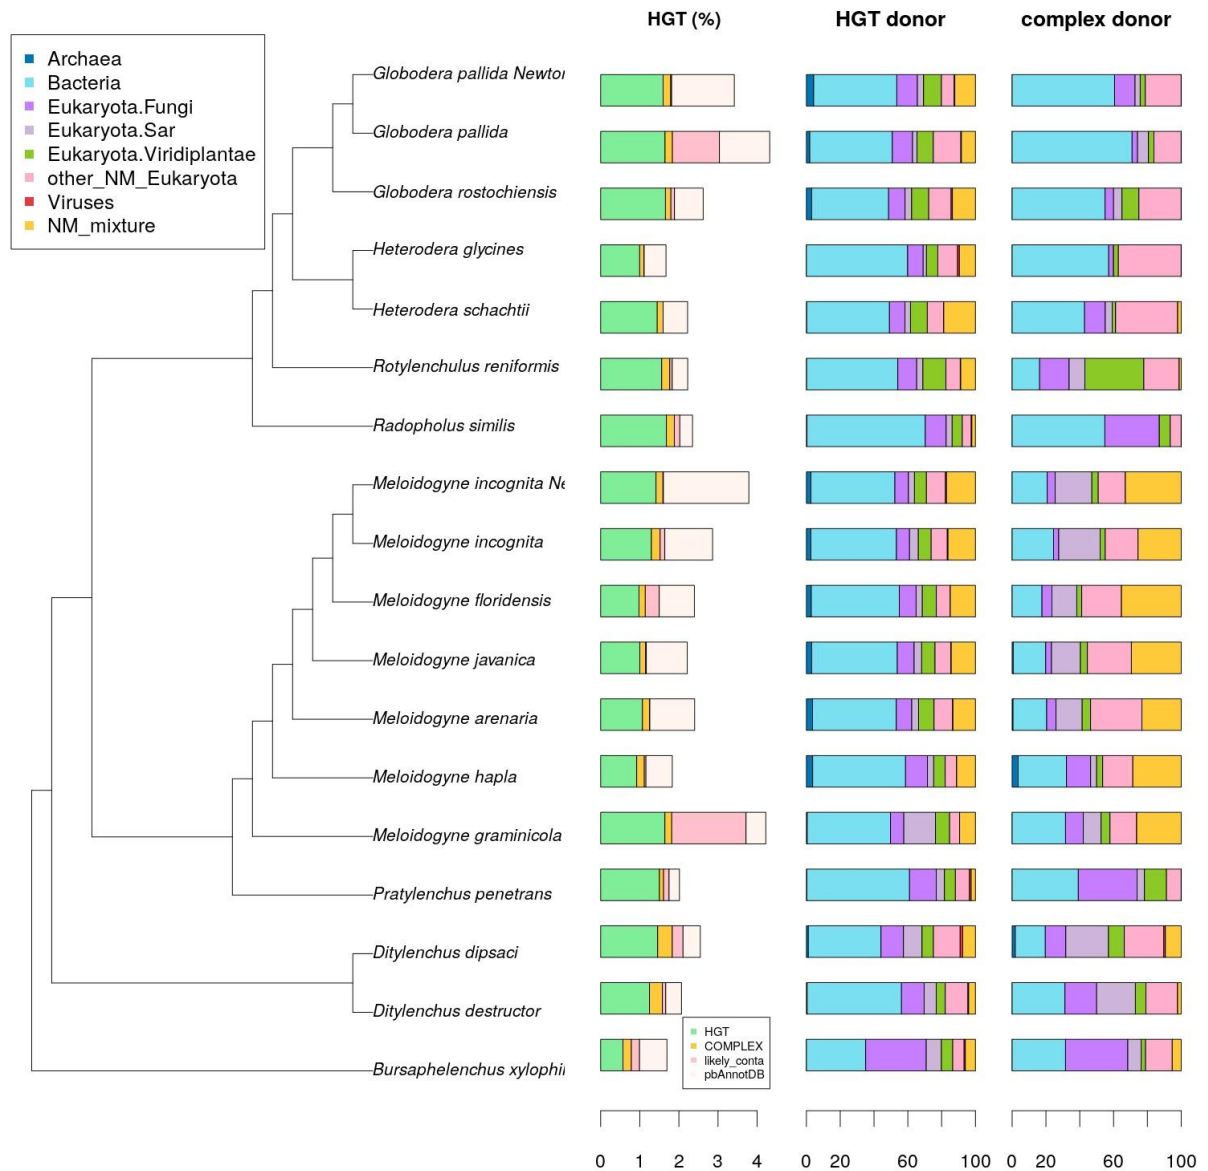 HGT (%)
HGT donor
complex donor
Archaea
Bacteria
Eukaryota.Fungi
Eukaryota.Sar
Eukaryota.Viridiplantae
other_NM_Eukaryota
Viruses
NM_mixture
Globodera pallida Newton
Globodera pallida
Globodera rostochiensis
Heterodera glycines
Heterodera schachtii
Rotylenchulus reniformis
Radopholus similis
Meloidogyne incognita Ne
Meloidogyne incognita
Meloidogyne floridensis
Meloidogyne javanica
Meloidogyne arenaria
Meloidogyne hapla
Meloidogyne graminicola
Pratylenchus penetrans
Ditylenchus dipsaci
Ditylenchus destructor
Bursaphelenchus xylophil
HGT
COMPLEX
likely_conta
pbAnnotDB
0 1 2 3 4
0 20 60 100
0 20 60 100